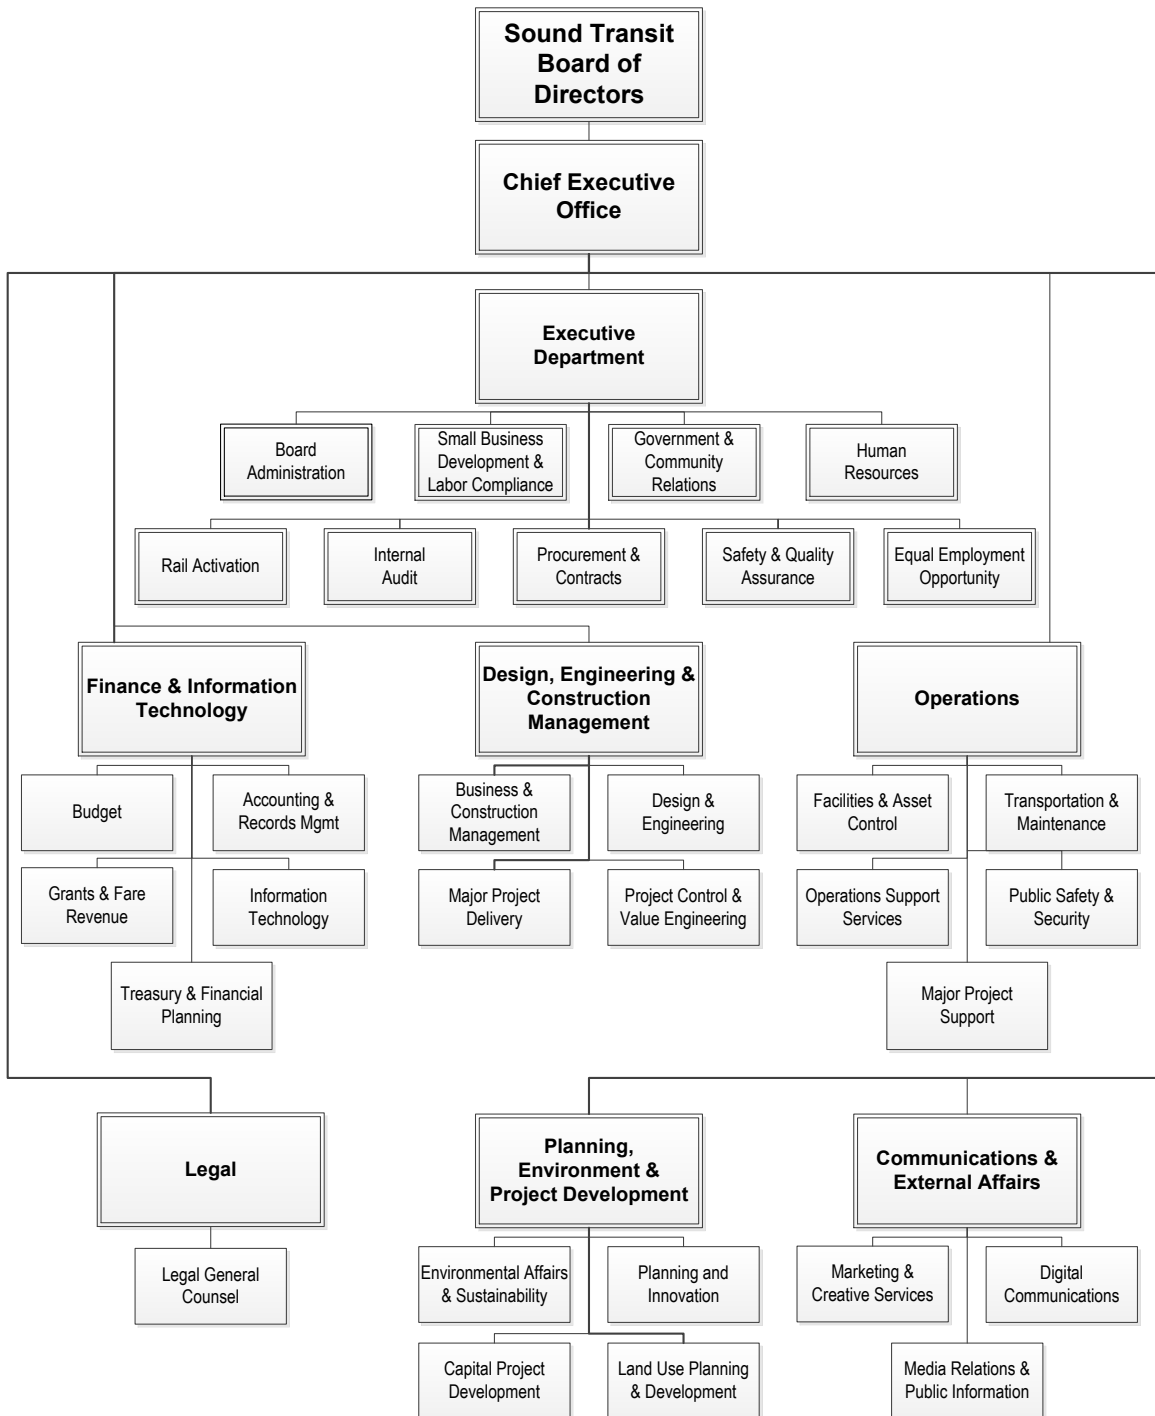 Sound Transit
Board of
Directors
Chief Executive
Office
Executive
Department
Board
Administration
Small Business
Development &
Labor Compliance
Government &
Community
Relations
Human
Resources
Rail Activation
Internal
Audit
Procurement &
Contracts
Safety & Quality
Assurance
Equal Employment
Opportunity
Finance & Information
Technology
Design, Engineering &
Construction
Management
Operations
Budget
Accounting &
Records Mgmt
Business &
Construction
Management
Design &
Engineering
Facilities & Asset
Control
Transportation &
Maintenance
Grants & Fare
Revenue
Information
Technology
Major Project
Delivery
Project Control &
Value Engineering
Operations Support
Services
Public Safety &
Security
Treasury & Financial
Planning
Major Project
Support
Legal
Planning,
Environment &
Project Development
Communications &
External Affairs
Legal General
Counsel
Environmental Affairs
& Sustainability
Planning and
Innovation
Marketing &
Creative Services
Digital
Communications
Capital Project
Development
Land Use Planning
& Development
Media Relations &
Public Information